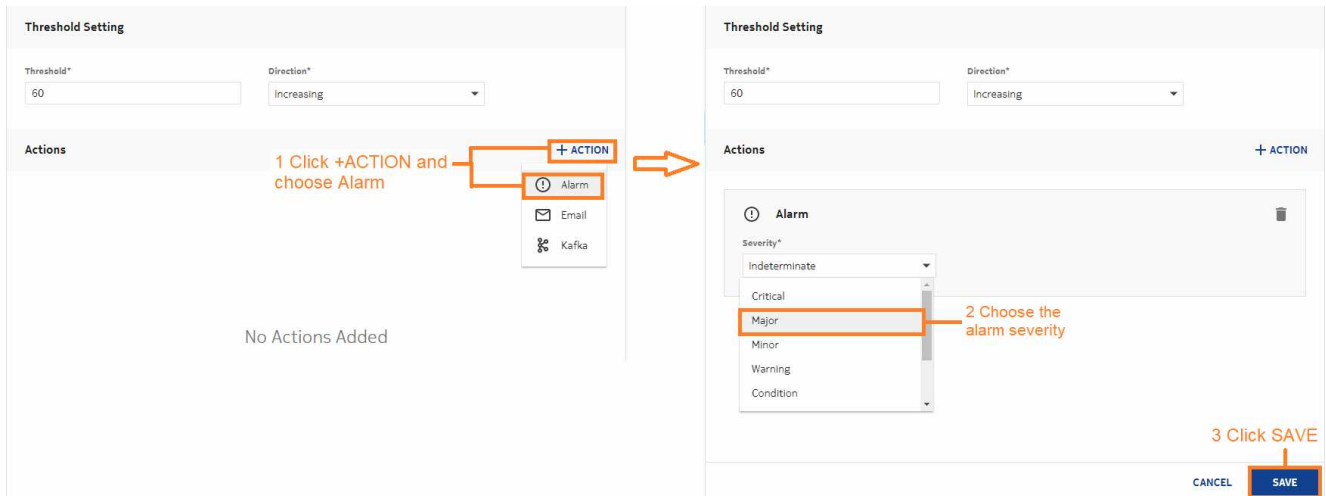 Threshold Setting
Threshold*
Direction*
60
Increasing
Actions
+ ACTION
1 Click +ACTION and
choose Alarm
Alarm
Email
Kafka
No Actions Added
Threshold Setting
Threshold*
Direction*
60
Increasing
Actions
+ ACTION
Alarm
Severity*
Indeterminate
Critical
Major
Minor
Warning
Condition
2 Choose the
alarm severity
3 Click SAVE
CANCEL
SAVE